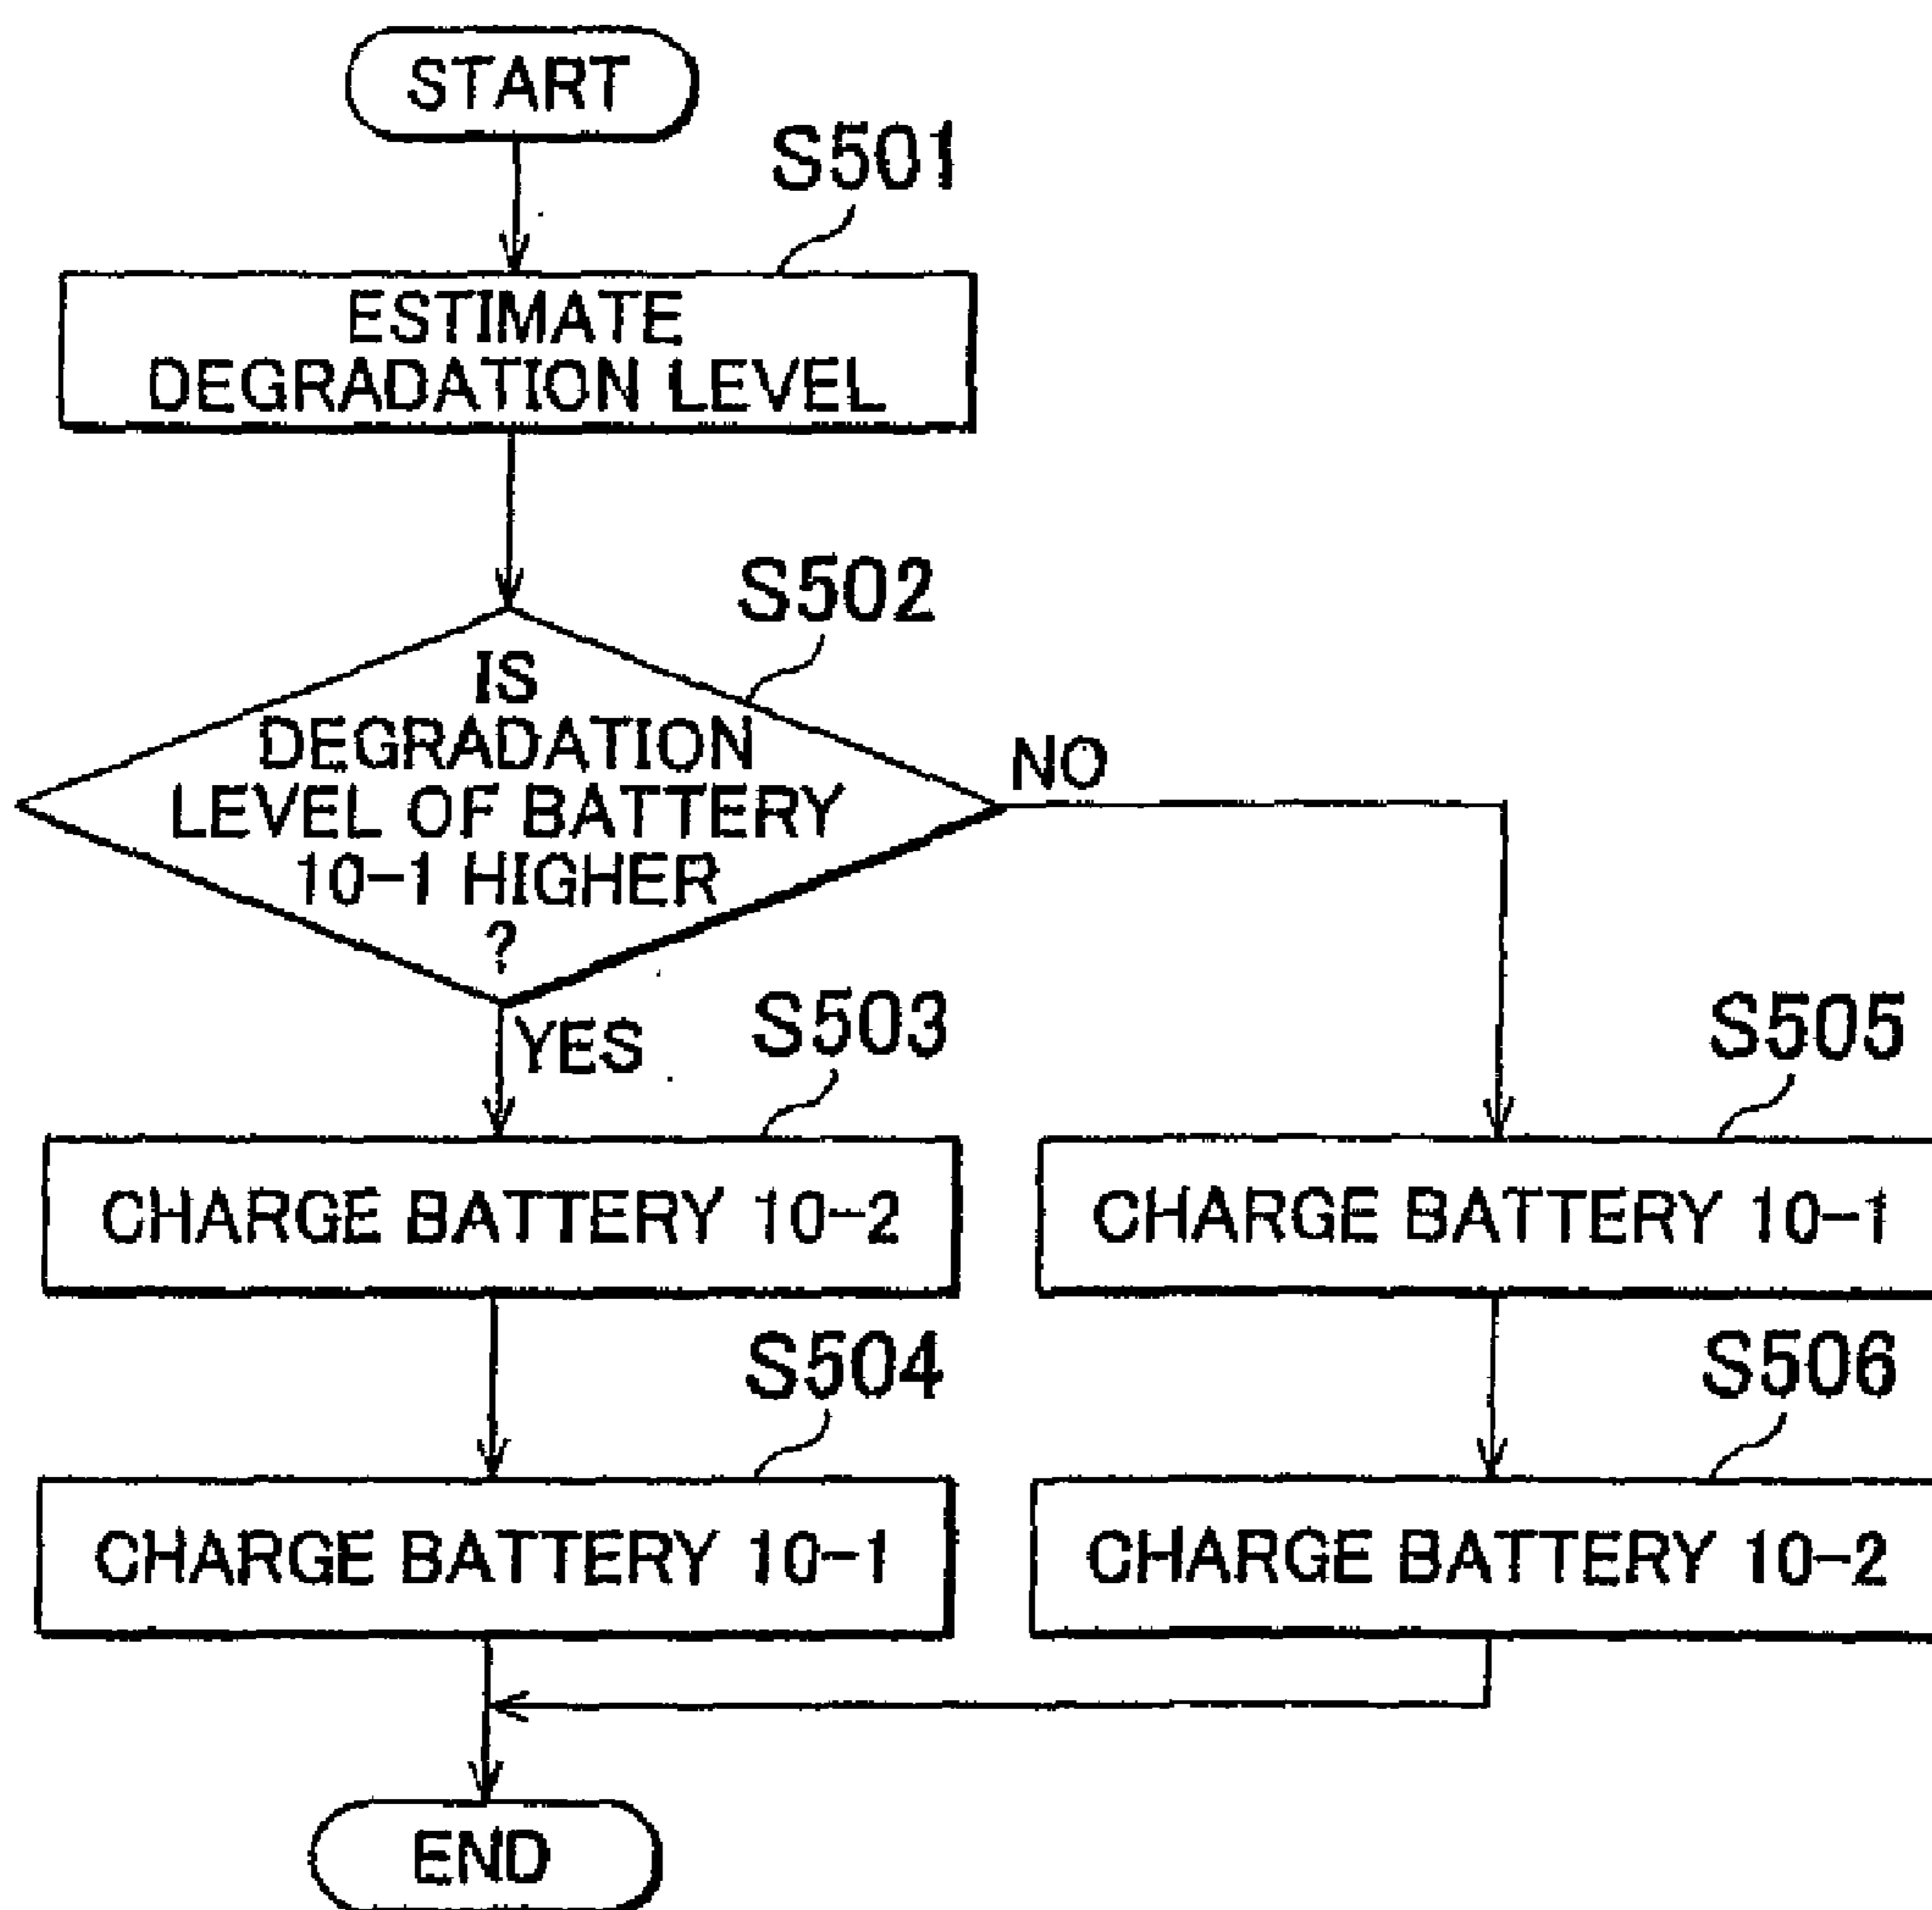 START
S501
ESTIMATE
DEGRADATION LEVEL
S502
IS
DEGRADATION
LEVEL OF BATTERY
10-1 HIGHER
?
NO
YES
S503
CHARGE BATTERY 10-2
S504
CHARGE BATTERY 10-1
S505
CHARGE BATTERY 10-1
S506
CHARGE BATTERY 10-2
END